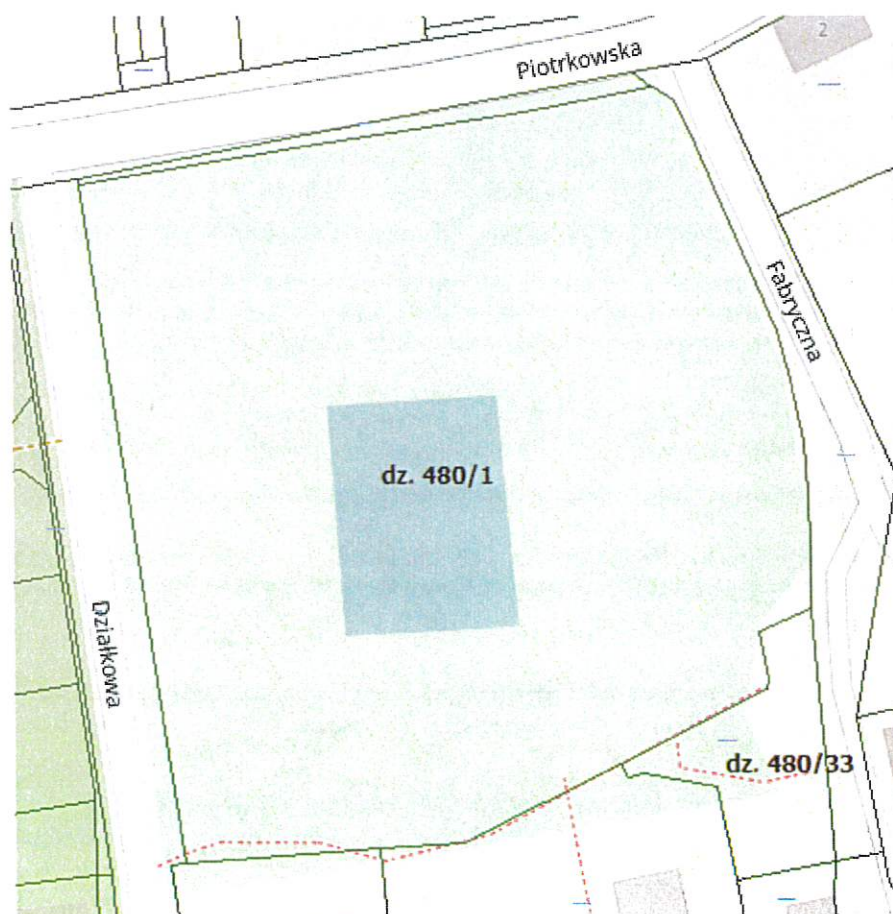 2
Piotrkowska
Fabryczna
dz. 480/1
Działkowa
dz. 480/33